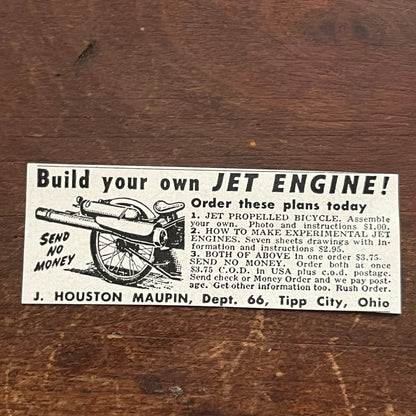 Build your own JET ENGINE!
Order these plans today
1. JET PROPELLED BICYCLE. Assemble
your own. Photo and instructions $1.00.
2. HOW TO MAKE EXPERIMENTAL JET
ENGINES. Seven sheets drawings with in-
formation and instructions $2.95.
3. BOTH OF ABOVE in one order $3.75.
SEND NO MONEY. Order both at once
$3.75 C.O.D. in USA plus c.o.d. postage.
Send check or Money Order and we pay post-
age. Get other information too. Rush Order.
SEND
NO
MONEY
J. HOUSTON MAUPIN, Dept. 66, Tipp City, Ohio